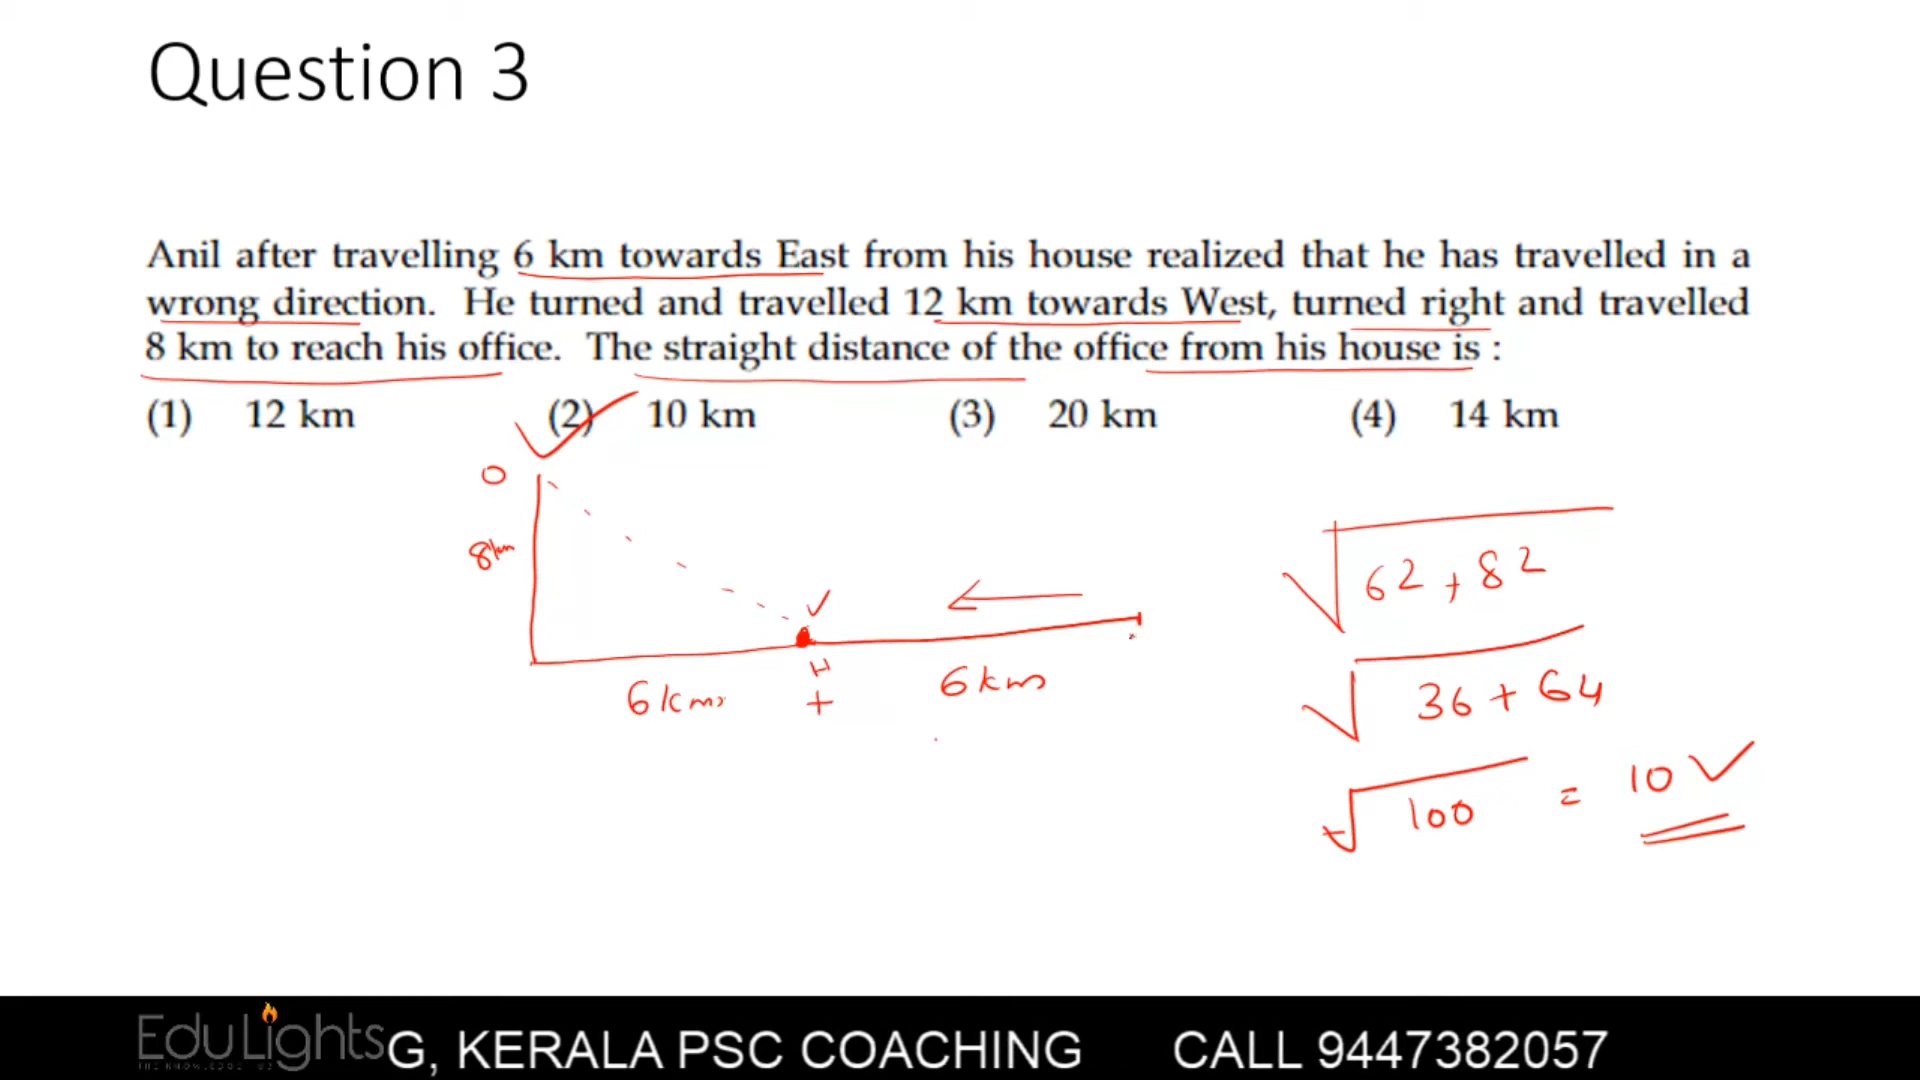 Question 3
Anil after travelling 6 km towards East from his house realized that he has travelled in a
wrong direction. He turned and travelled 12 km towards West, turned right and travelled
8 km to reach his office. The straight distance of the office from his house is :
(1) 12 km (2) 10 km (3) 20 km (4) 14 km
O
8km
6kms
H
+
6kms
√6² + 8²
√36 + 64
√100 = 10 ✓
EduLights
G, KERALA PSC COACHING CALL 9447382057